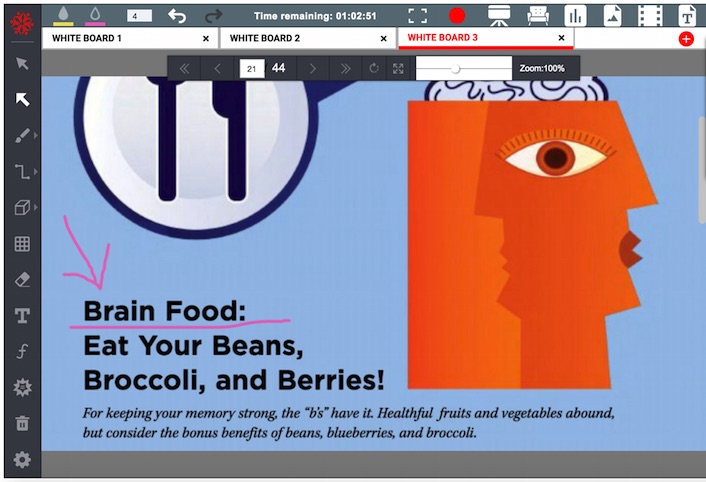 4
Time remaining: 01:02:51
T
WHITE BOARD 1 ×
WHITE BOARD 2 ×
WHITE BOARD 3 ×
21 44
Zoom:100%
Brain Food:
Eat Your Beans,
Broccoli, and Berries!
For keeping your memory strong, the “b’s” have it. Healthful fruits and vegetables abound,
but consider the bonus benefits of beans, blueberries, and broccoli.
T
f